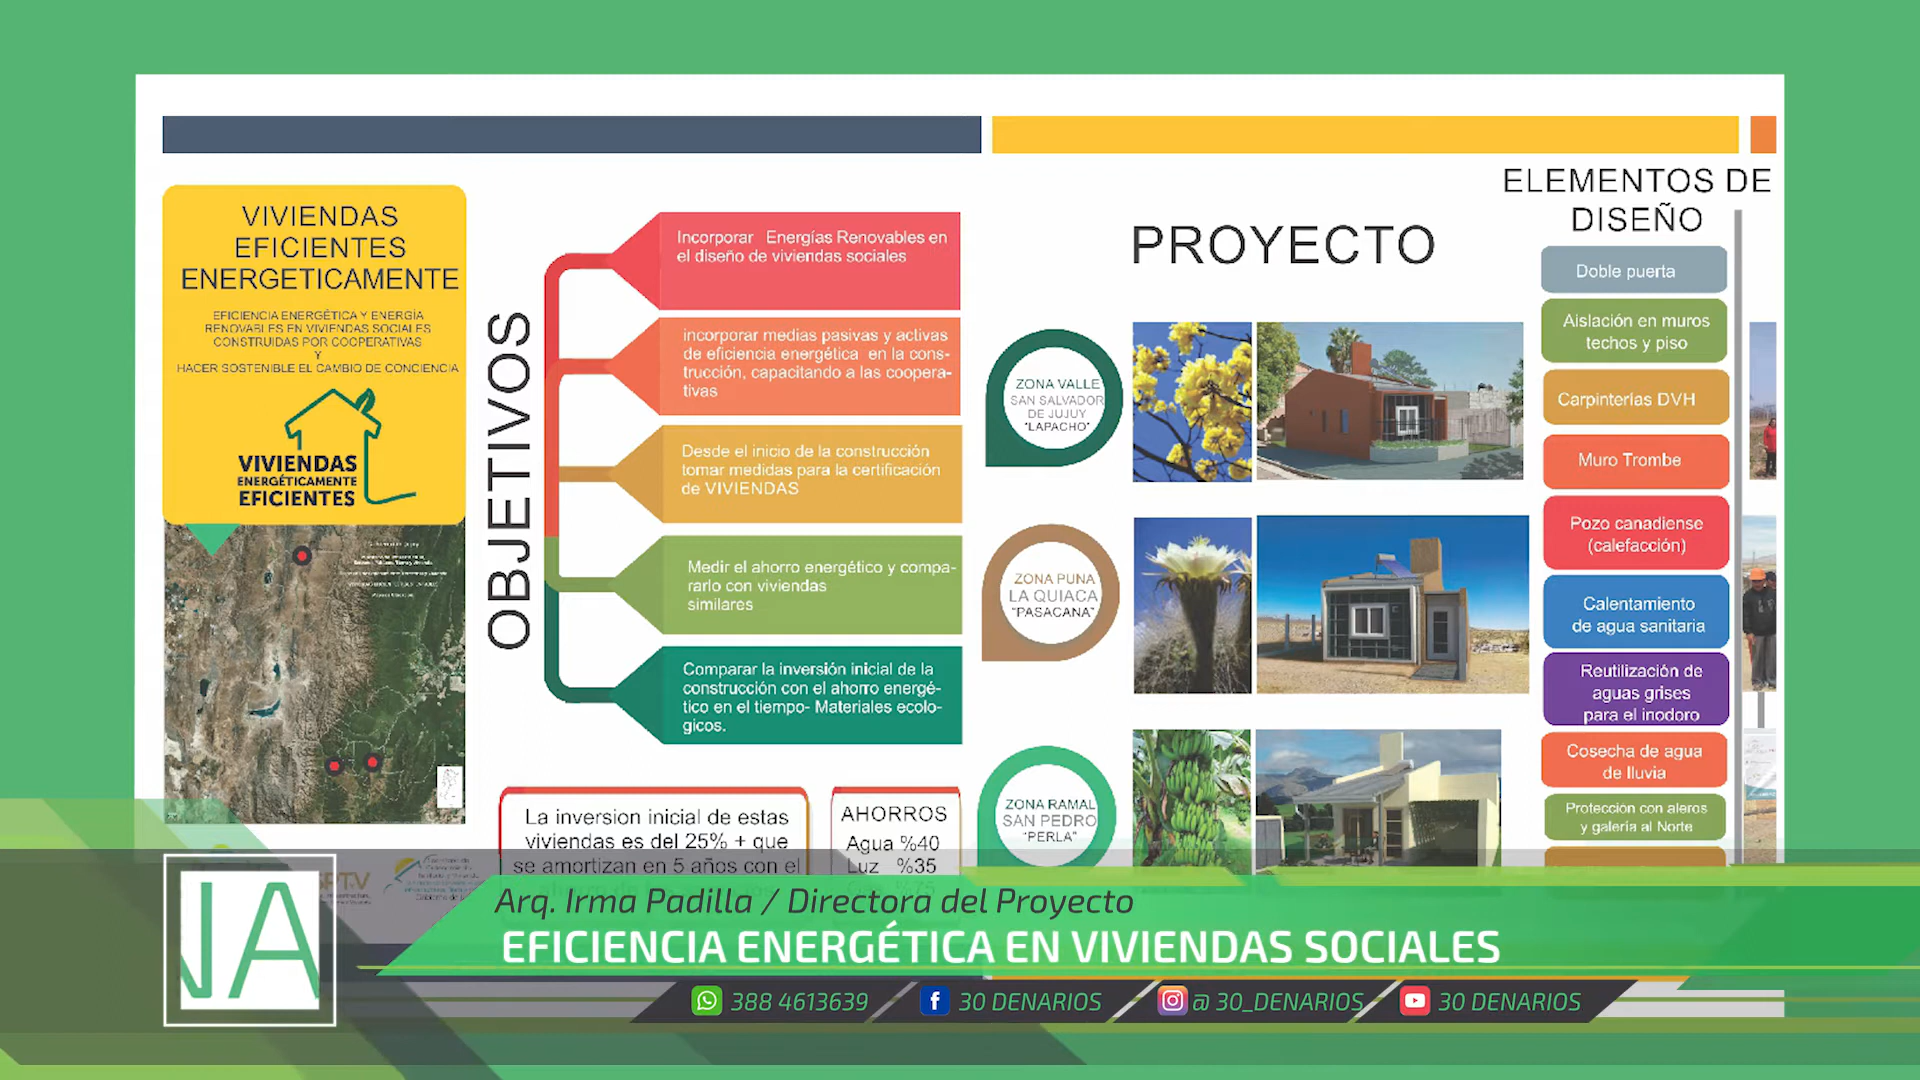 VIVIENDAS
EFICIENTES
ENERGETICAMENTE
EFICIENCIA ENERGÉTICA Y ENERGÍA
RENOVABLES EN VIVIENDAS SOCIALES
CONSTRUIDAS POR COOPERATIVAS
Y
HACER SOSTENIBLE EL CAMBIO DE CONCIENCIA
VIVIENDAS
ENERGÉTICAMENTE
EFICIENTES
OBJETIVOS
Incorporar Energías Renovables en
el diseño de viviendas sociales
incorporar medias pasivas y activas
de eficiencia energética en la cons-
trucción, capacitando a las coopera-
tivas
Desde el inicio de la construcción
tomar medidas para la certificación
de VIVIENDAS
Medir el ahorro energético y compa-
rarlo con viviendas
similares
Comparar la inversión inicial de la
construcción con el ahorro energé-
tico en el tiempo- Materiales ecolo-
gicos.
La inversion inicial de estas
viviendas es del 25% + que
se amortizan en 5 años con el
AHORROS
Agua %40
Luz %35
PROYECTO
ZONA VALLE
SAN SALVADOR
DE JUJUY
"LAPACHO"
ZONA PUNA
LA QUIACA
"PASACANA"
ZONA RAMAL
SAN PEDRO
"PERLA"
ELEMENTOS DE
DISEÑO
Doble puerta
Aislación en muros
techos y piso
Carpinterías DVH
Muro Trombe
Pozo canadiense
(calefacción)
Calentamiento
de agua sanitaria
Reutilización de
aguas grises
para el inodoro
Cosecha de agua
de lluvia
Protección con aleros
y galería al Norte
NA
Arq. Irma Padilla / Directora del Proyecto
EFICIENCIA ENERGÉTICA EN VIVIENDAS SOCIALES
388 4613639
30 DENARIOS
@ 30_DENARIOS
30 DENARIOS